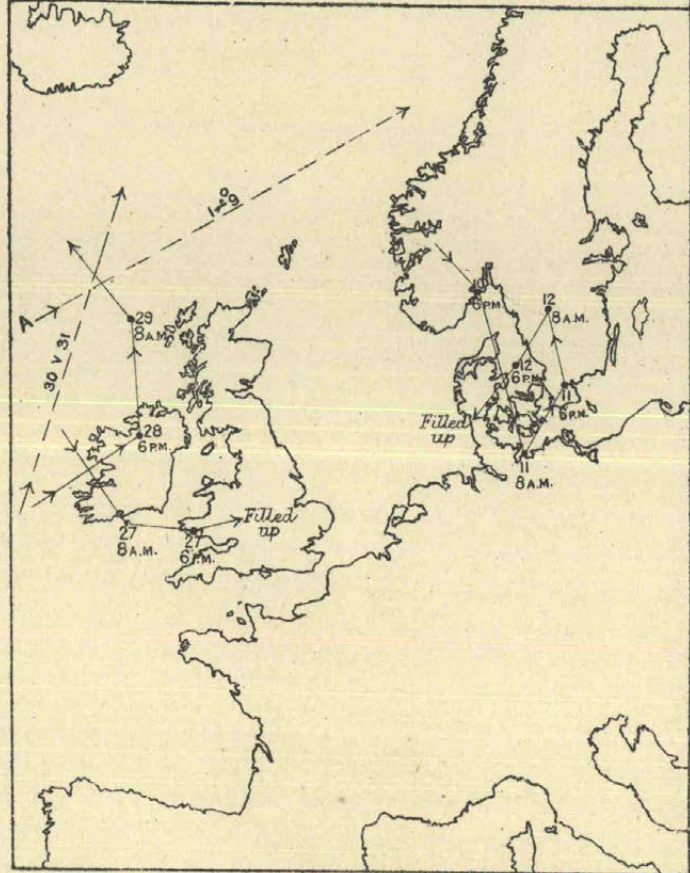 1 to 9
A
29
8 A.M.
30 V 31
28
6 P.M.
27
8 A.M.
27
6 P.M.
Filled
up
10
6 P.M.
12
8 A.M.
12
6 P.M.
Filled
up
11
6 P.M.
11
8 A.M.